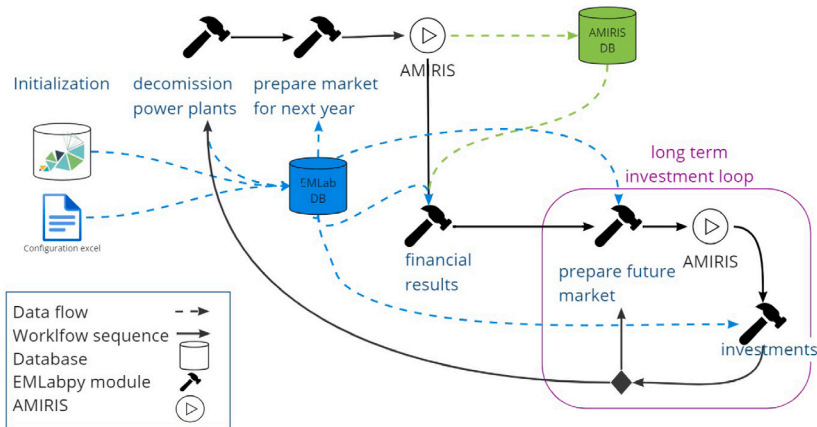 AMIRIS
DB
AMIRIS
Initialization
decomission
power plants
prepare market
for next year
long term
investment loop
EMLab
DB
Configuration excel
financial
results
prepare future
market
AMIRIS
investments
Data flow
Worklfow sequence
Database
EMLabpy module
AMIRIS